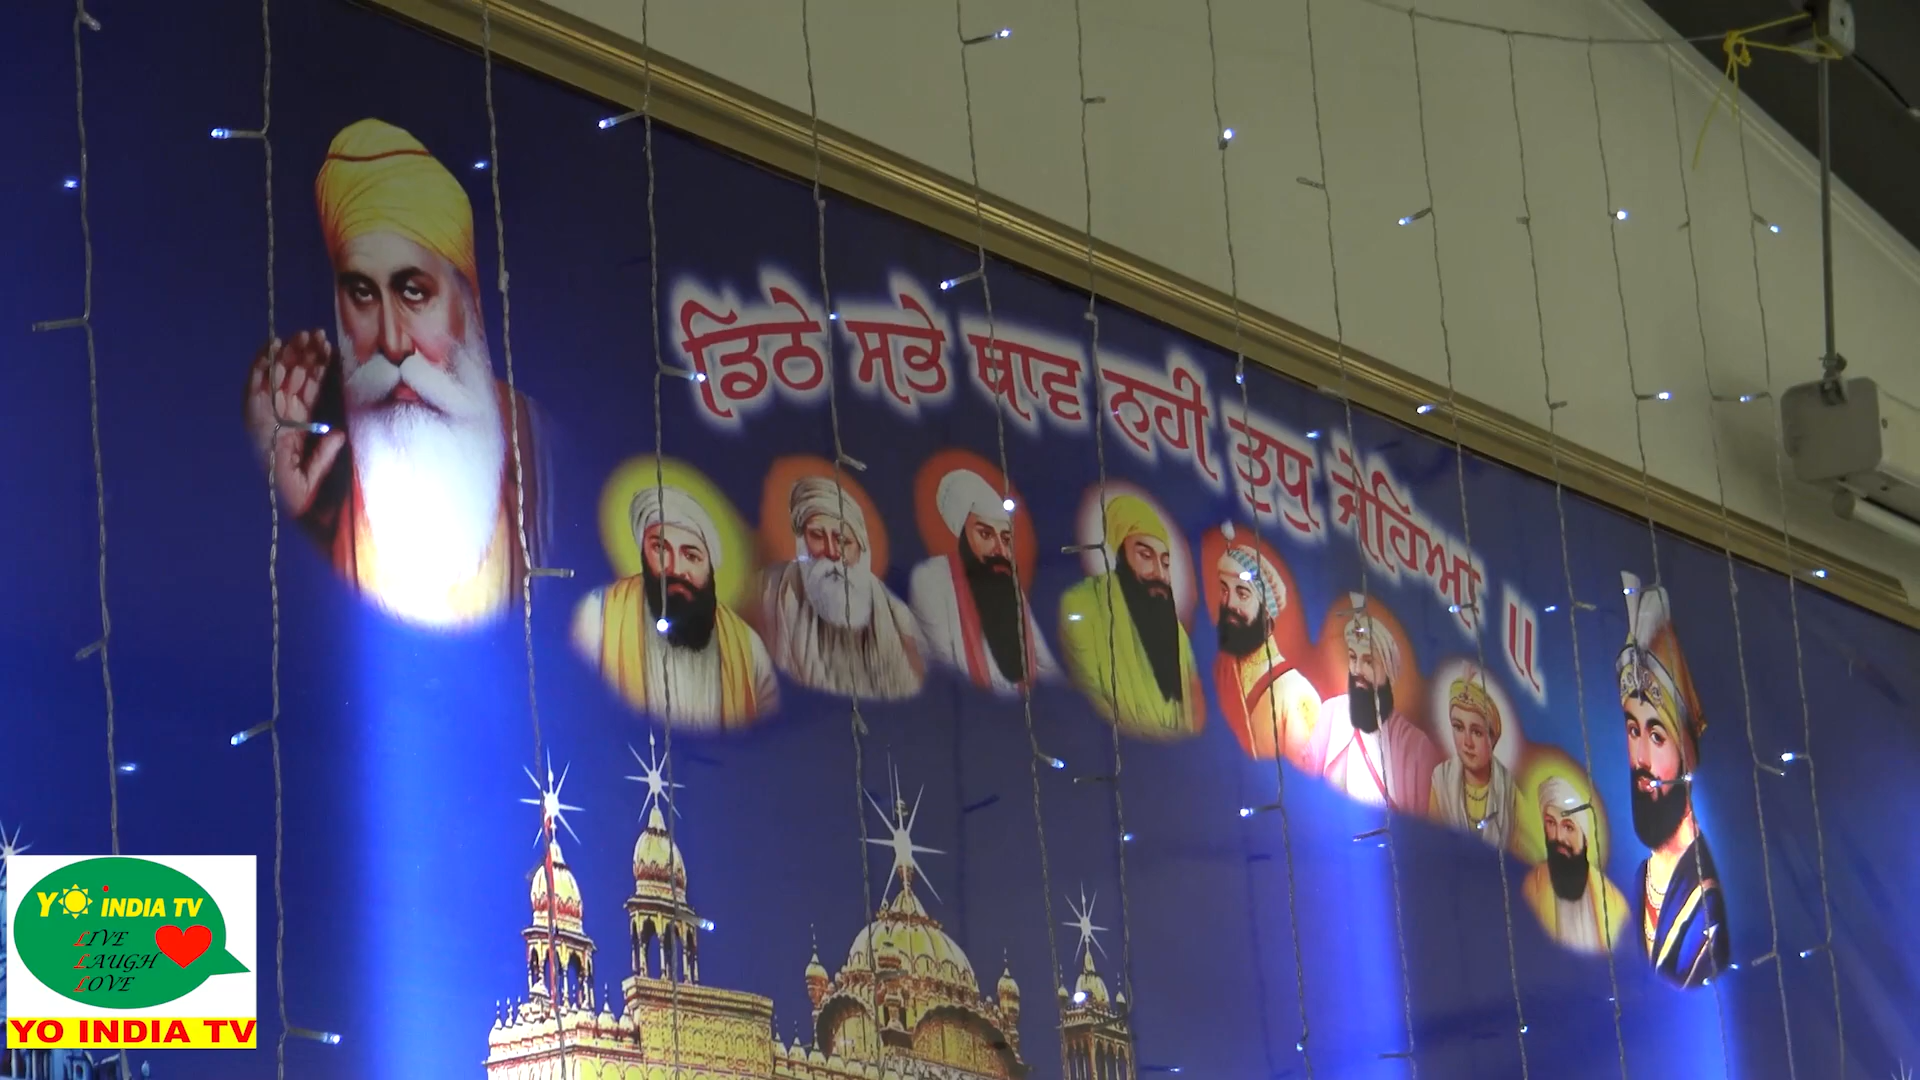 ਡਿੱਠੇ ਸਭੇ ਥਾਵ ਨਹੀ ਤੁਧੁ ਜੇਹਿਆ ॥
YO INDIA TV
LIVE
LAUGH
LOVE
YO INDIA TV